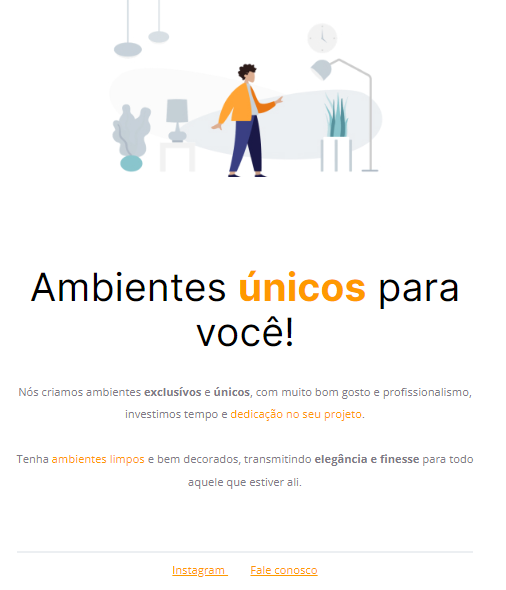 Ambientes únicos para
você!
Nós criamos ambientes exclusívos e únicos, com muito bom gosto e profissionalismo,
investimos tempo e dedicação no seu projeto.
Tenha ambientes limpos e bem decorados, transmitindo elegância e finesse para todo
aquele que estiver ali.
Instagram Fale conosco